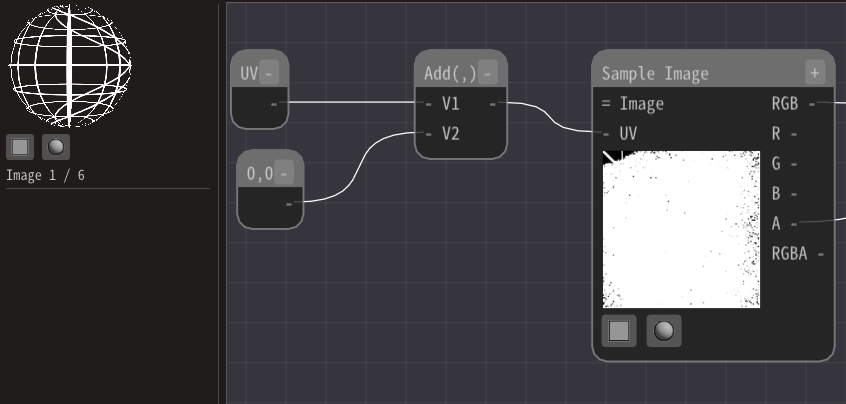 Image 1 / 6
UV -
-
0,0 -
-
Add(,) -
- V1 -
- V2
Sample Image +
= Image RGB -
- UV R -
G -
B -
A -
RGBA -